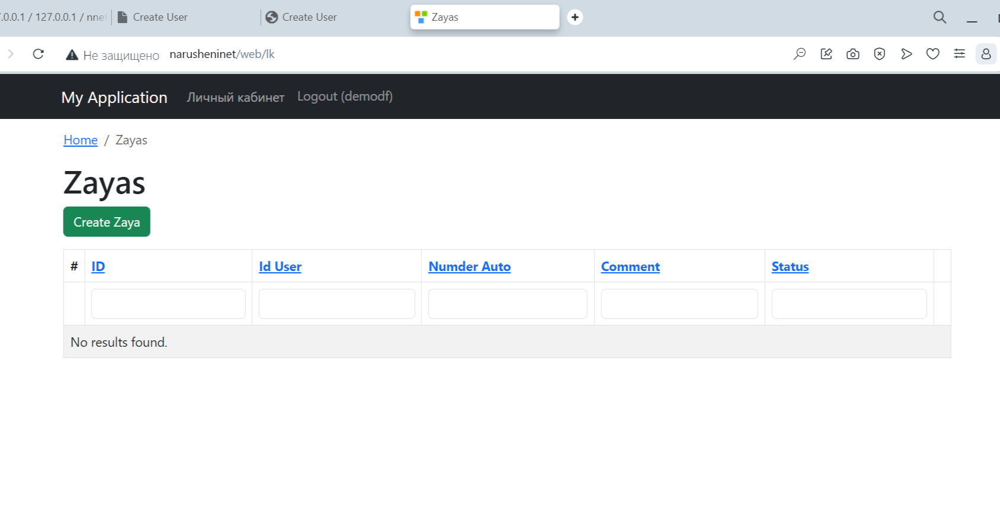 .0.0.1 / 127.0.0.1 / nnet Create User Create User Zayas
Не защищено narusheninet/web/lk
My Application Личный кабинет Logout (demodf)
Home / Zayas
Zayas
Create Zaya
# ID Id User Numder Auto Comment Status
No results found.